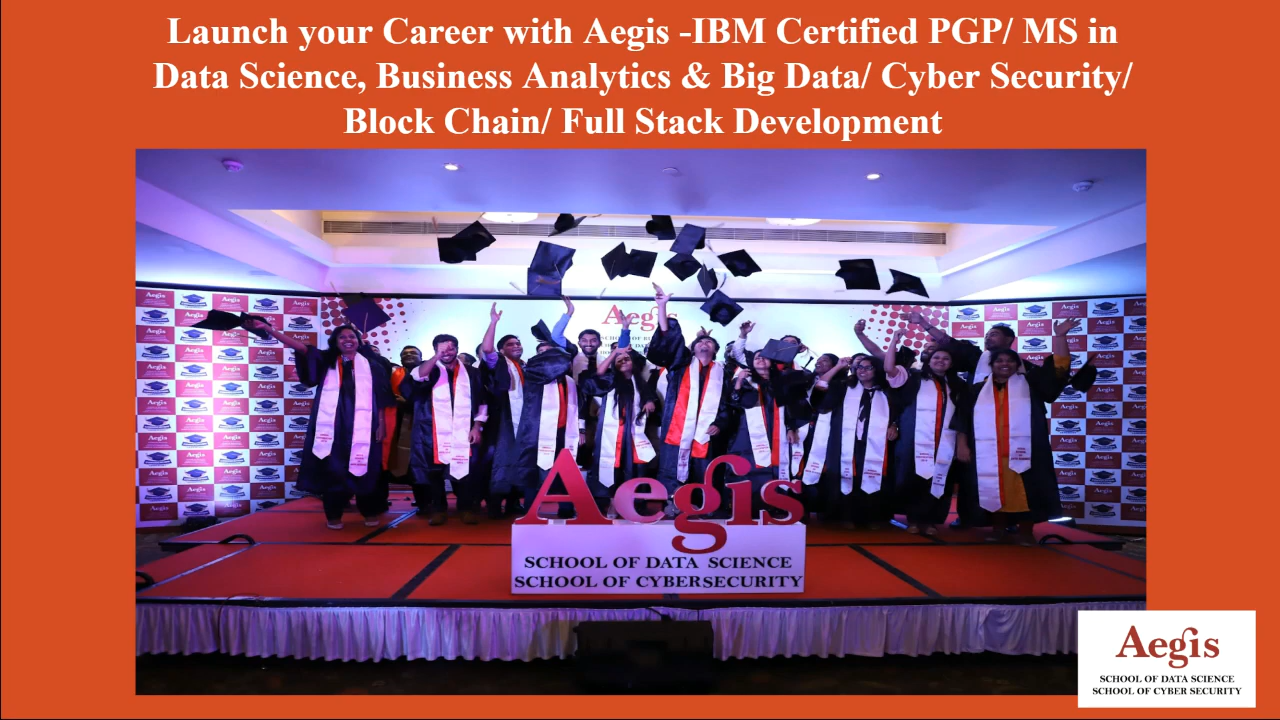 Launch your Career with Aegis -IBM Certified PGP/ MS in
Data Science, Business Analytics & Big Data/ Cyber Security/
Block Chain/ Full Stack Development
Aegis
Aegis
SCHOOL OF DATA SCIENCE
SCHOOL OF CYBERSECURITY
Aegis
SCHOOL OF DATA SCIENCE
SCHOOL OF CYBER SECURITY